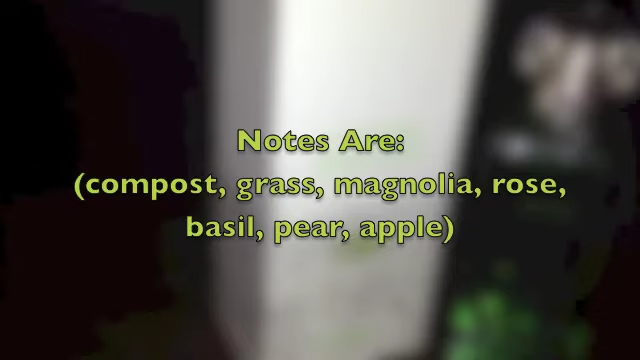 Notes Are:
(compost, grass, magnolia, rose,
basil, pear, apple)